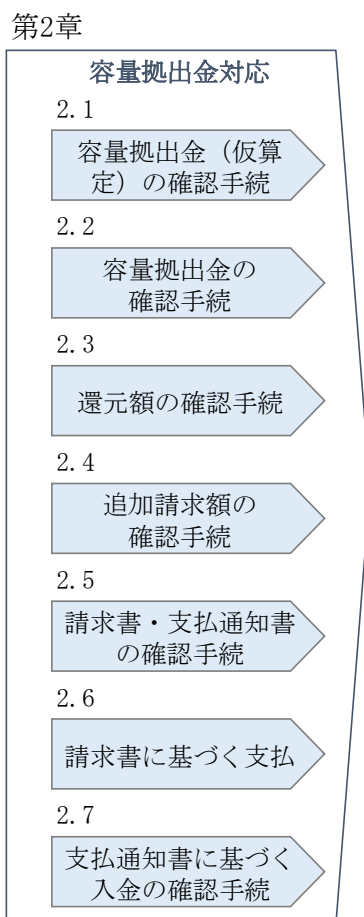 第2章
容量拠出金対応
2.1
容量拠出金（仮算
定）の確認手続
2.2
容量拠出金の
確認手続
2.3
還元額の確認手続
2.4
追加請求額の
確認手続
2.5
請求書・支払通知書
の確認手続
2.6
請求書に基づく支払
2.7
支払通知書に基づく
入金の確認手続